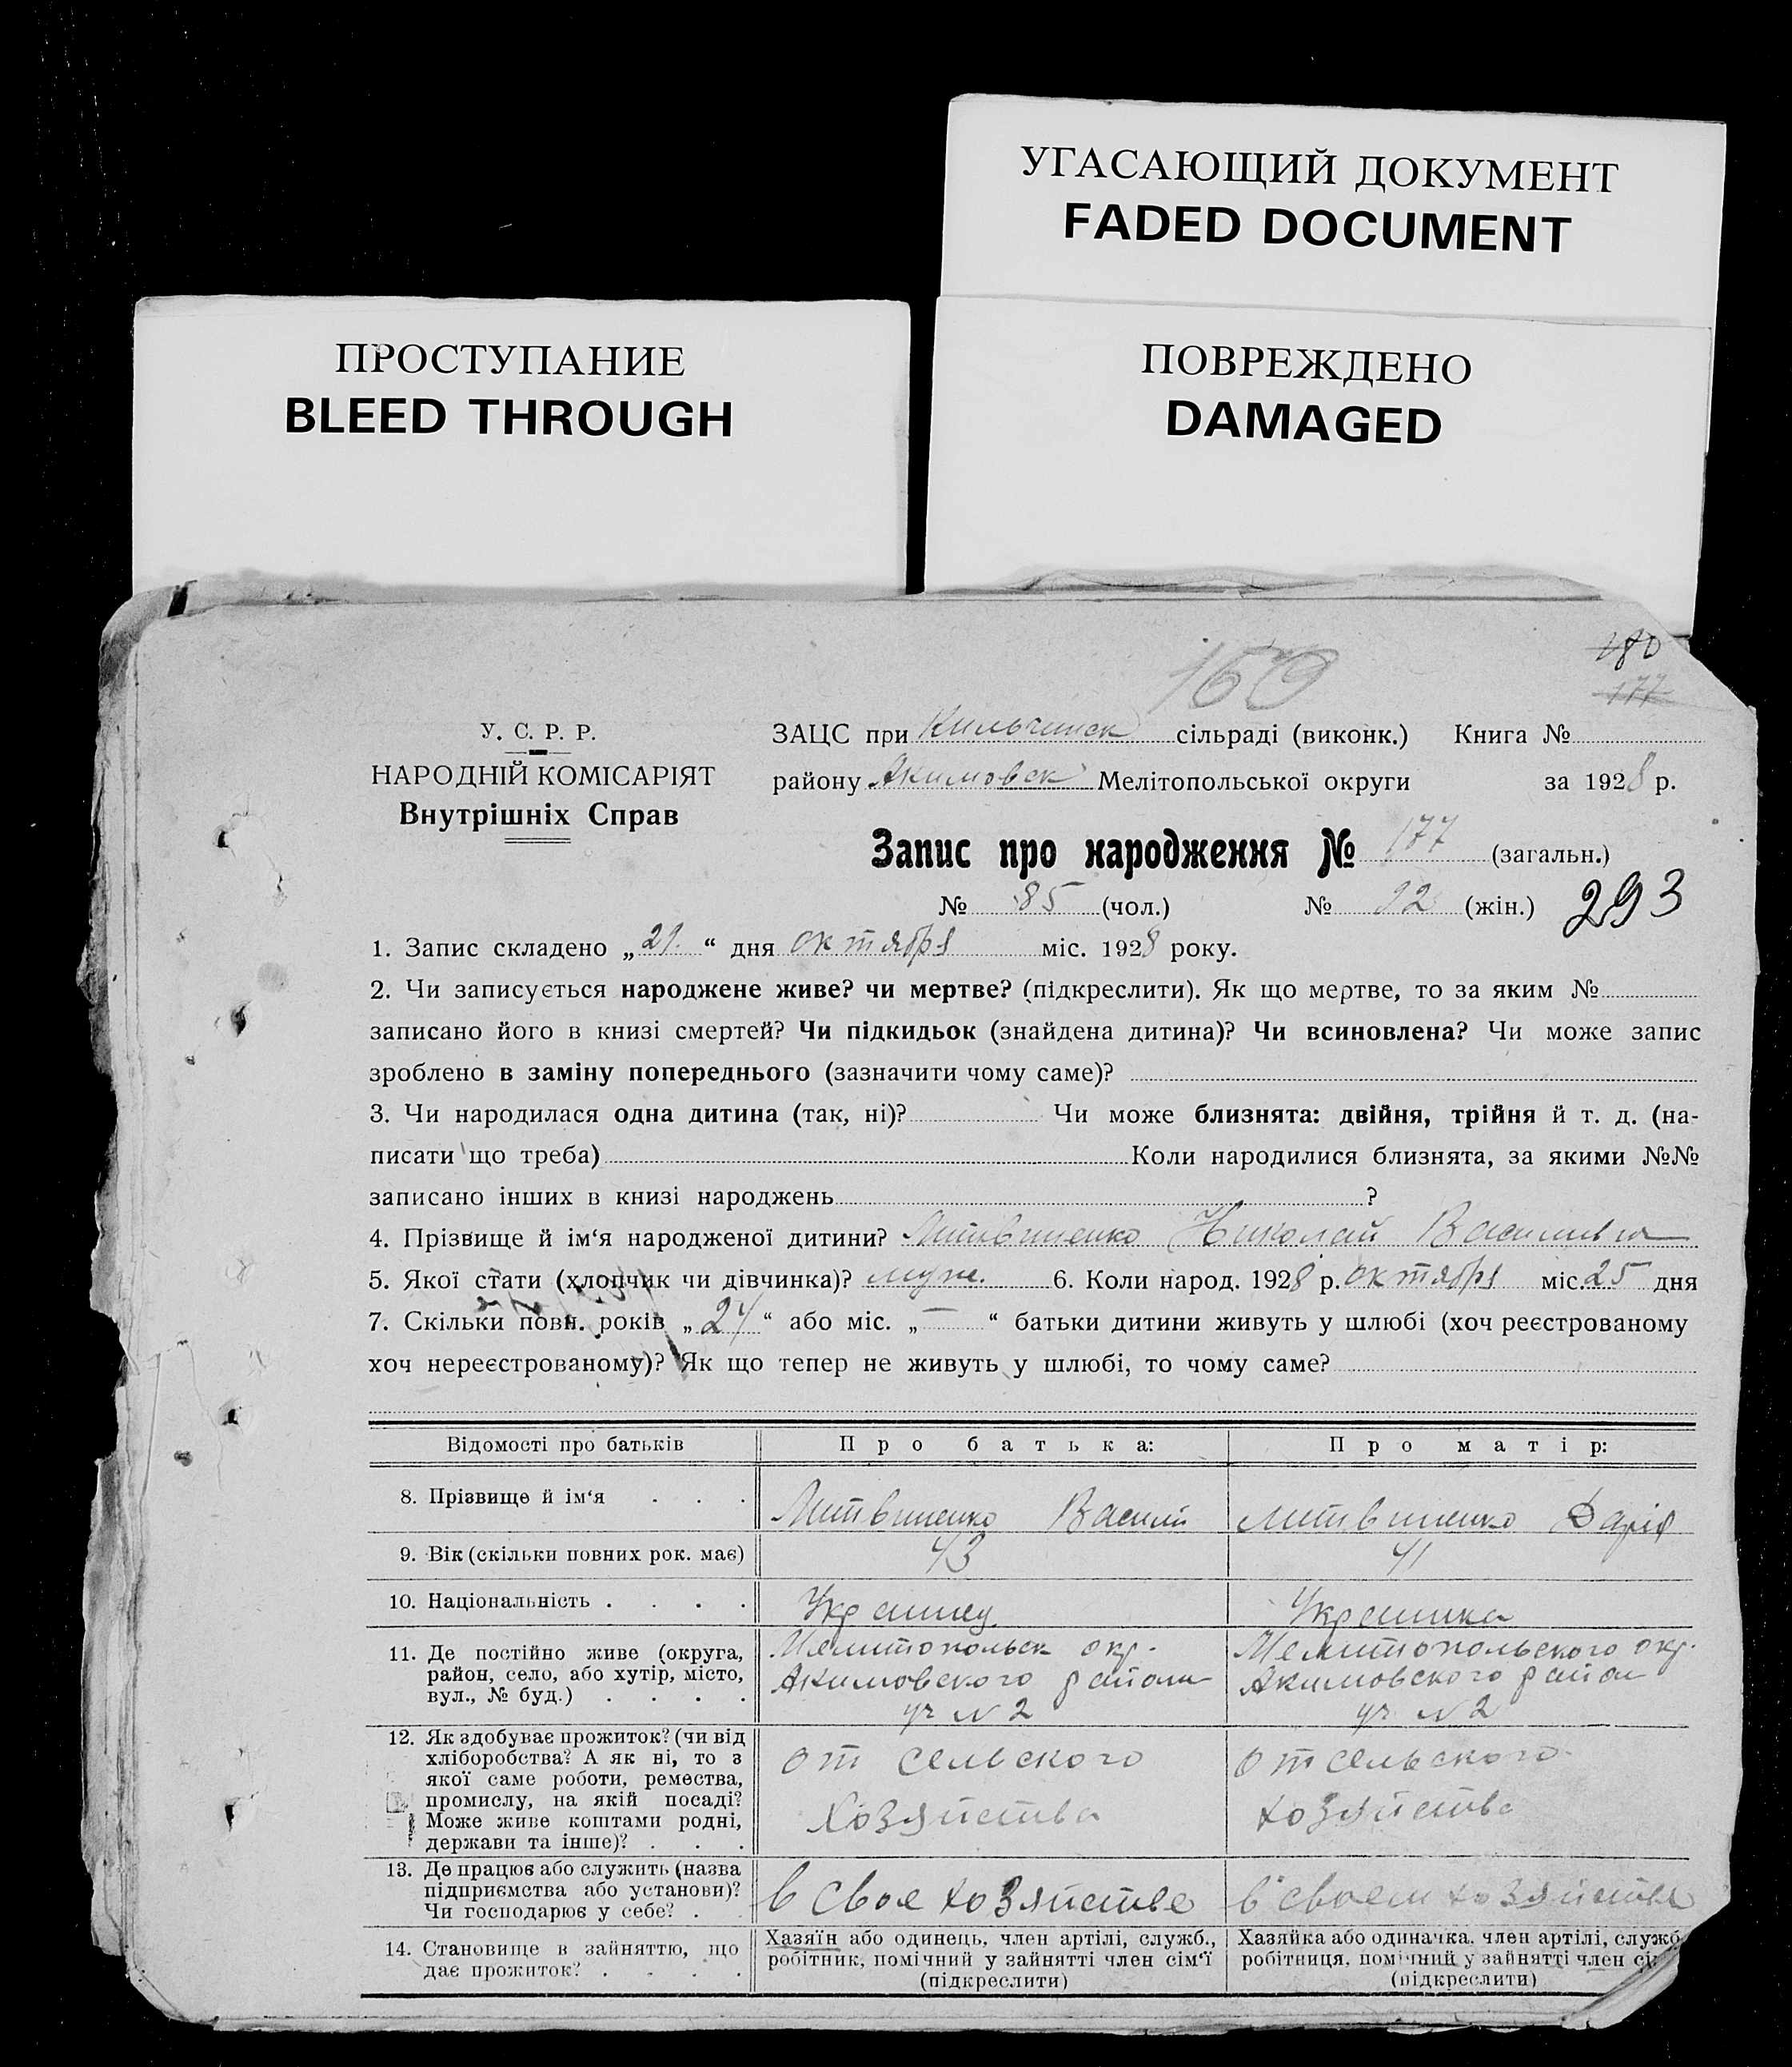 УГАСАЮЩИЙ ДОКУМЕНТ
FADED DOCUMENT
ПРОСТУПАНИЕ
BLEED THROUGH
ПОВРЕЖДЕНО
DAMAGED
180
150
177
У. С. Р. Р.
НАРОДНІЙ КОМІСАРІЯТ
Внутрішніх Справ
ЗАЦС при сільраді (виконк.) Книга №
району Акимовск Мелітопольської округи за 1928 р.
Запис про народження № 177 (загальн.)
№ 85 (чол.) № 92 (жін.) 293
1. Запис складено „29.“ дня октября міс. 1928 року.
2. Чи записується народжене живе? чи мертве? (підкреслити). Як що мертве, то за яким №
записано його в книзі смертей? Чи підкидьок (знайдена дитина)? Чи всиновлена? Чи може запис
зроблено в заміну попереднього (зазначити чому саме)?
3. Чи народилася одна дитина (так, ні)? Чи може близнята: двійня, трійня й т. д. (на-
писати що треба) Коли народилися близнята, за якими №№
записано інших в книзі народжень ?
4. Прізвище й ім‘я народженої дитини? Литвиненко Николай
5. Якої стати (хлопчик чи дівчинка)? муж. 6. Коли народ. 1928 р. октября міс. 25 дня
7. Скільки повн. років „24“ або міс. „—“ батьки дитини живуть у шлюбі (хоч реєстрованому
хоч нереєстрованому)? Як що тепер не живуть у шлюбі, то чому саме?
Відомості про батьків Про батька: Про матір:
8. Прізвище й ім‘я . . . Литвиненко Василий Литвиненко Дарія
9. Вік (скільки повних рок. має) 43 41
10. Національність . . . . Украинец Украинка
11. Де постійно живе (округа,
район, село, або хутір, місто,
вул., № буд.) . . . .
Мелитопольск окр.
Акимовского района
уч N 2
Мелитопольского окр.
Акимовского район
уч. N 2
12. Як здобуває прожиток? (чи від
хліборобства? А як ні, то з
якої саме роботи, ремества,
промислу, на якій посаді?
Може живе коштами родні,
держави та інше)? . . .
от сельского
хозяйства
от сельского
хозяйства
13. Де працює або служить (назва
підприємства або установи)?
Чи господарює у себе? . .
в свое хозяйстве
в своем хозяйстве
14. Становище в зайняттю, що
дає прожиток? . . . .
Хазяїн або одинець, член артілі, служб.,
робітник, помічний у зайнятті член сім‘ї
(підкреслити)
Хазяйка або одиначка, член артілі, служб
робітниця, помічний у зайнятті член сі
(підкреслити)